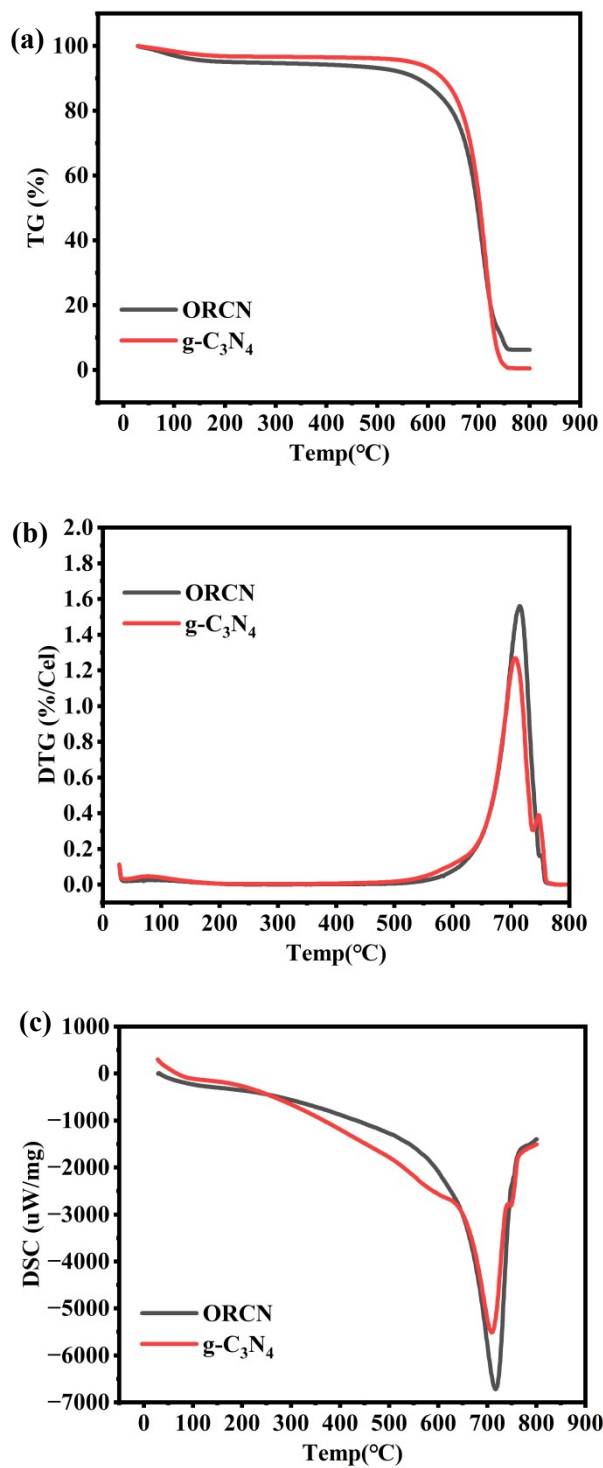 (a)
100
80
60
40
20
0
TG (%)
ORCN
g-C₃N₄
0 100 200 300 400 500 600 700 800 900
Temp(°C)
(b)
2.0
1.8
1.6
1.4
1.2
1.0
0.8
0.6
0.4
0.2
0.0
DTG (%/Cel)
ORCN
g-C₃N₄
0 100 200 300 400 500 600 700 800
Temp(°C)
(c)
1000
0
−1000
−2000
−3000
−4000
−5000
−6000
−7000
DSC (uW/mg)
ORCN
g-C₃N₄
0 100 200 300 400 500 600 700 800 900
Temp(°C)